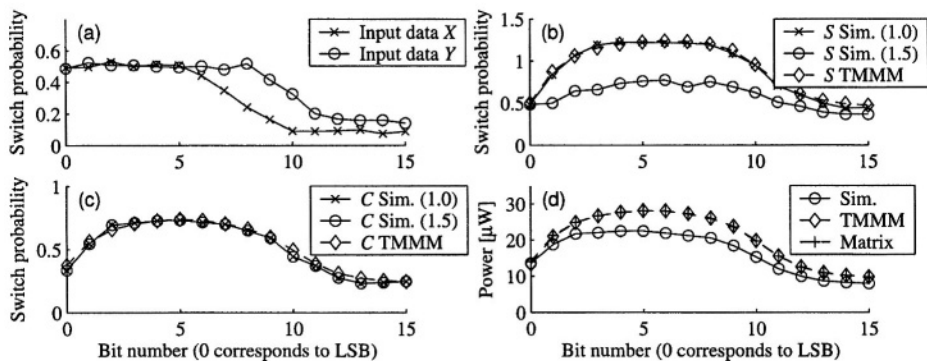 (a)
Input data X
Input data Y
Switch probability
0.6
0.4
0.2
0
0 5 10 15
(b)
S Sim. (1.0)
S Sim. (1.5)
S TMMM
Switch probability
1.5
1.0
0.5
0
0 5 10 15
(c)
C Sim. (1.0)
C Sim. (1.5)
C TMMM
Switch probability
1
0.5
0
0 5 10 15
Bit number (0 corresponds to LSB)
(d)
Sim.
TMMM
Matrix
Power [µW]
30
20
10
0
0 5 10 15
Bit number (0 corresponds to LSB)